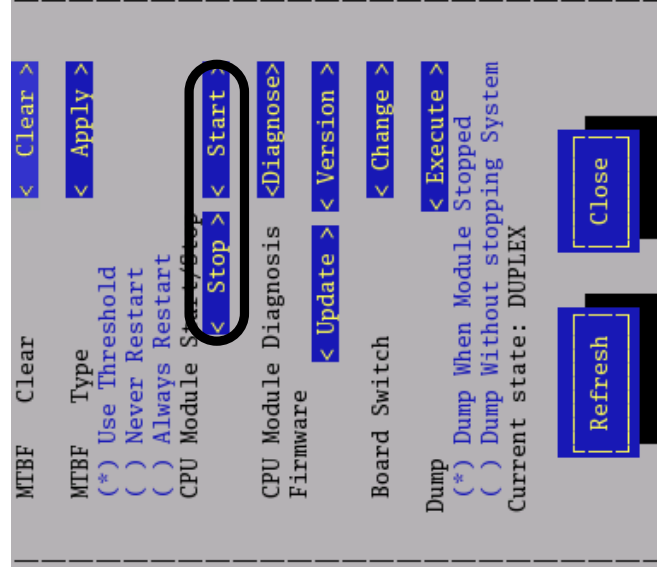 MTBF Clear < Clear >
MTBF Type < Apply >
(*) Use Threshold
( ) Never Restart
( ) Always Restart
CPU Module Start/Stop
< Stop > < Start >
CPU Module Diagnosis <Diagnose>
Firmware
< Update > < Version >
Board Switch < Change >
Dump < Execute >
(*) Dump When Module Stopped
( ) Dump Without stopping System
Current state: DUPLEX
Refresh Close